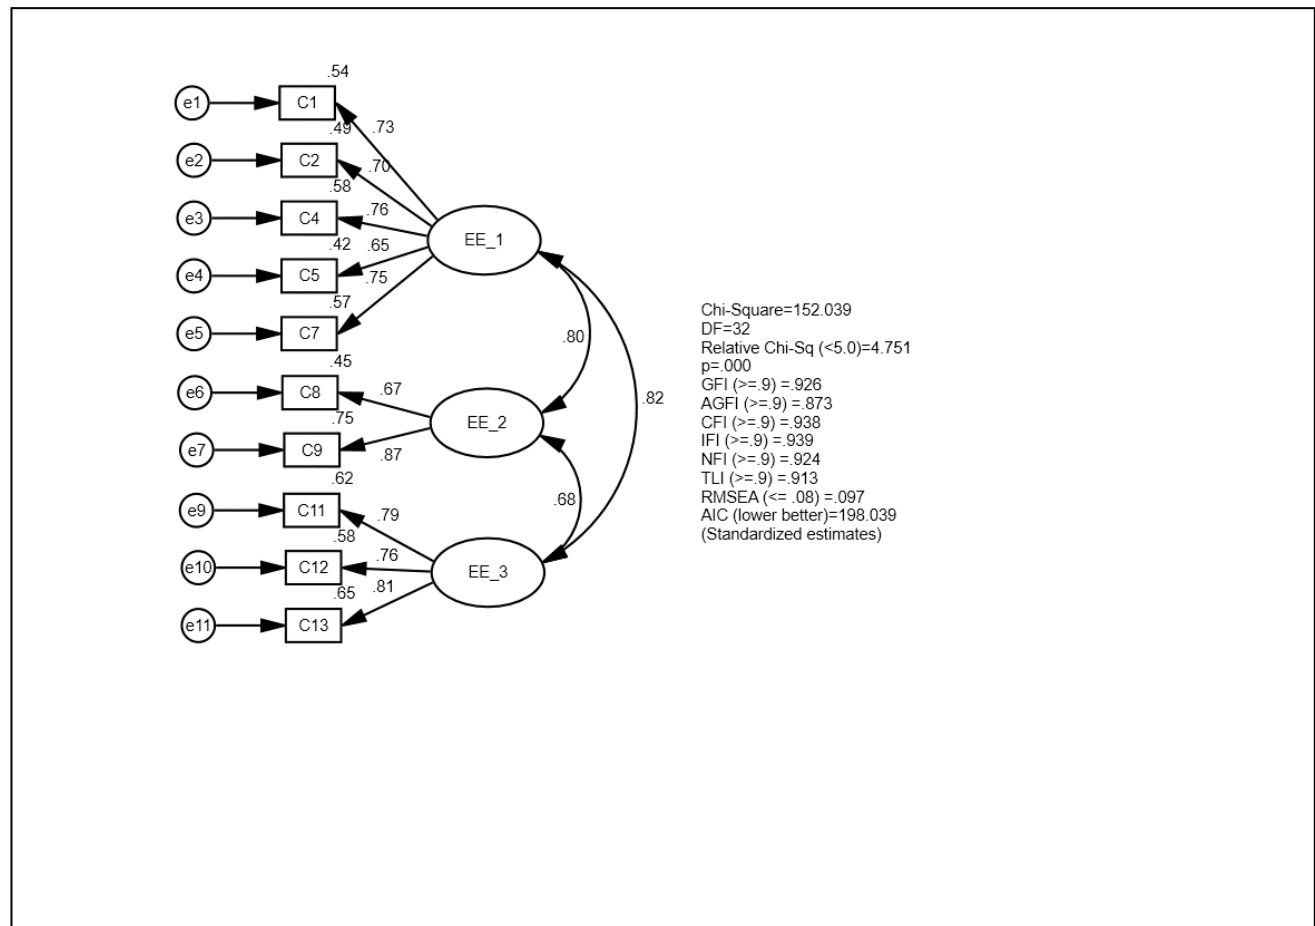 .54
e1
C1
.73
.49
e2
C2
.70
.58
e3
C4
.76
EE_1
.42
.65
e4
C5
.75
.57
e5
C7
.80
.45
e6
C8
.67
.75
EE_2
e7
C9
.87
.62
.82
.68
e9
C11
.79
.58
e10
C12
.76
EE_3
.65
.81
e11
C13
Chi-Square=152.039
DF=32
Relative Chi-Sq (<5.0)=4.751
p=.000
GFI (>=.9) =.926
AGFI (>=.9) =.873
CFI (>=.9) =.938
IFI (>=.9) =.939
NFI (>=.9) =.924
TLI (>=.9) =.913
RMSEA (<= .08) =.097
AIC (lower better)=198.039
(Standardized estimates)